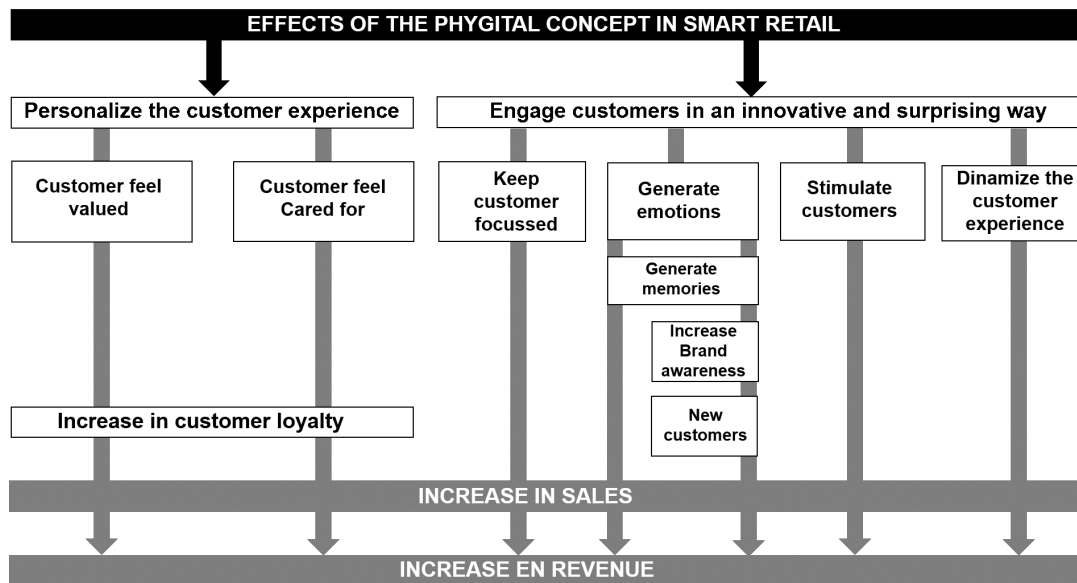 EFFECTS OF THE PHYGITAL CONCEPT IN SMART RETAIL
Personalize the customer experience
Engage customers in an innovative and surprising way
Customer feel
valued
Customer feel
Cared for
Keep
customer
focussed
Generate
emotions
Stimulate
customers
Dinamize the
customer
experience
Generate
memories
Increase
Brand
awareness
New
customers
Increase in customer loyalty
INCREASE IN SALES
INCREASE EN REVENUE